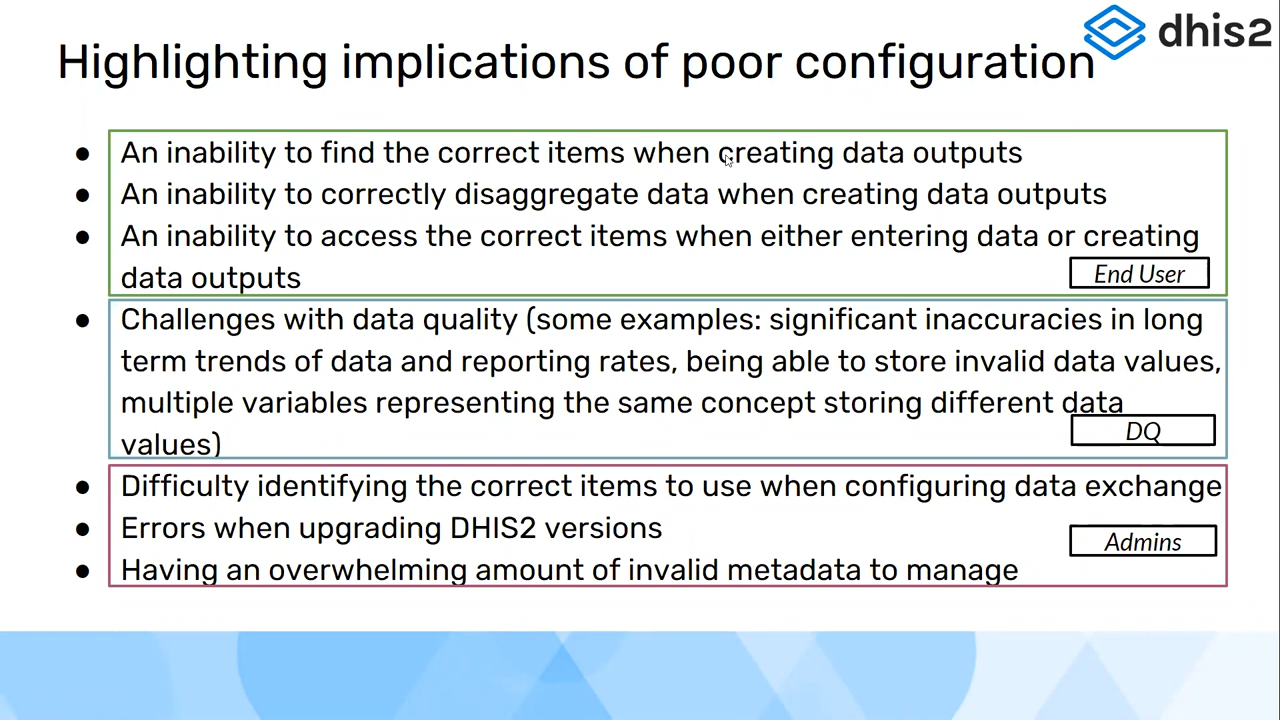 dhis2
Highlighting implications of poor configuration
● An inability to find the correct items when creating data outputs
● An inability to correctly disaggregate data when creating data outputs
● An inability to access the correct items when either entering data or creating
data outputs
End User
● Challenges with data quality (some examples: significant inaccuracies in long
term trends of data and reporting rates, being able to store invalid data values,
multiple variables representing the same concept storing different data
values)
DQ
● Difficulty identifying the correct items to use when configuring data exchange
● Errors when upgrading DHIS2 versions
Admins
● Having an overwhelming amount of invalid metadata to manage